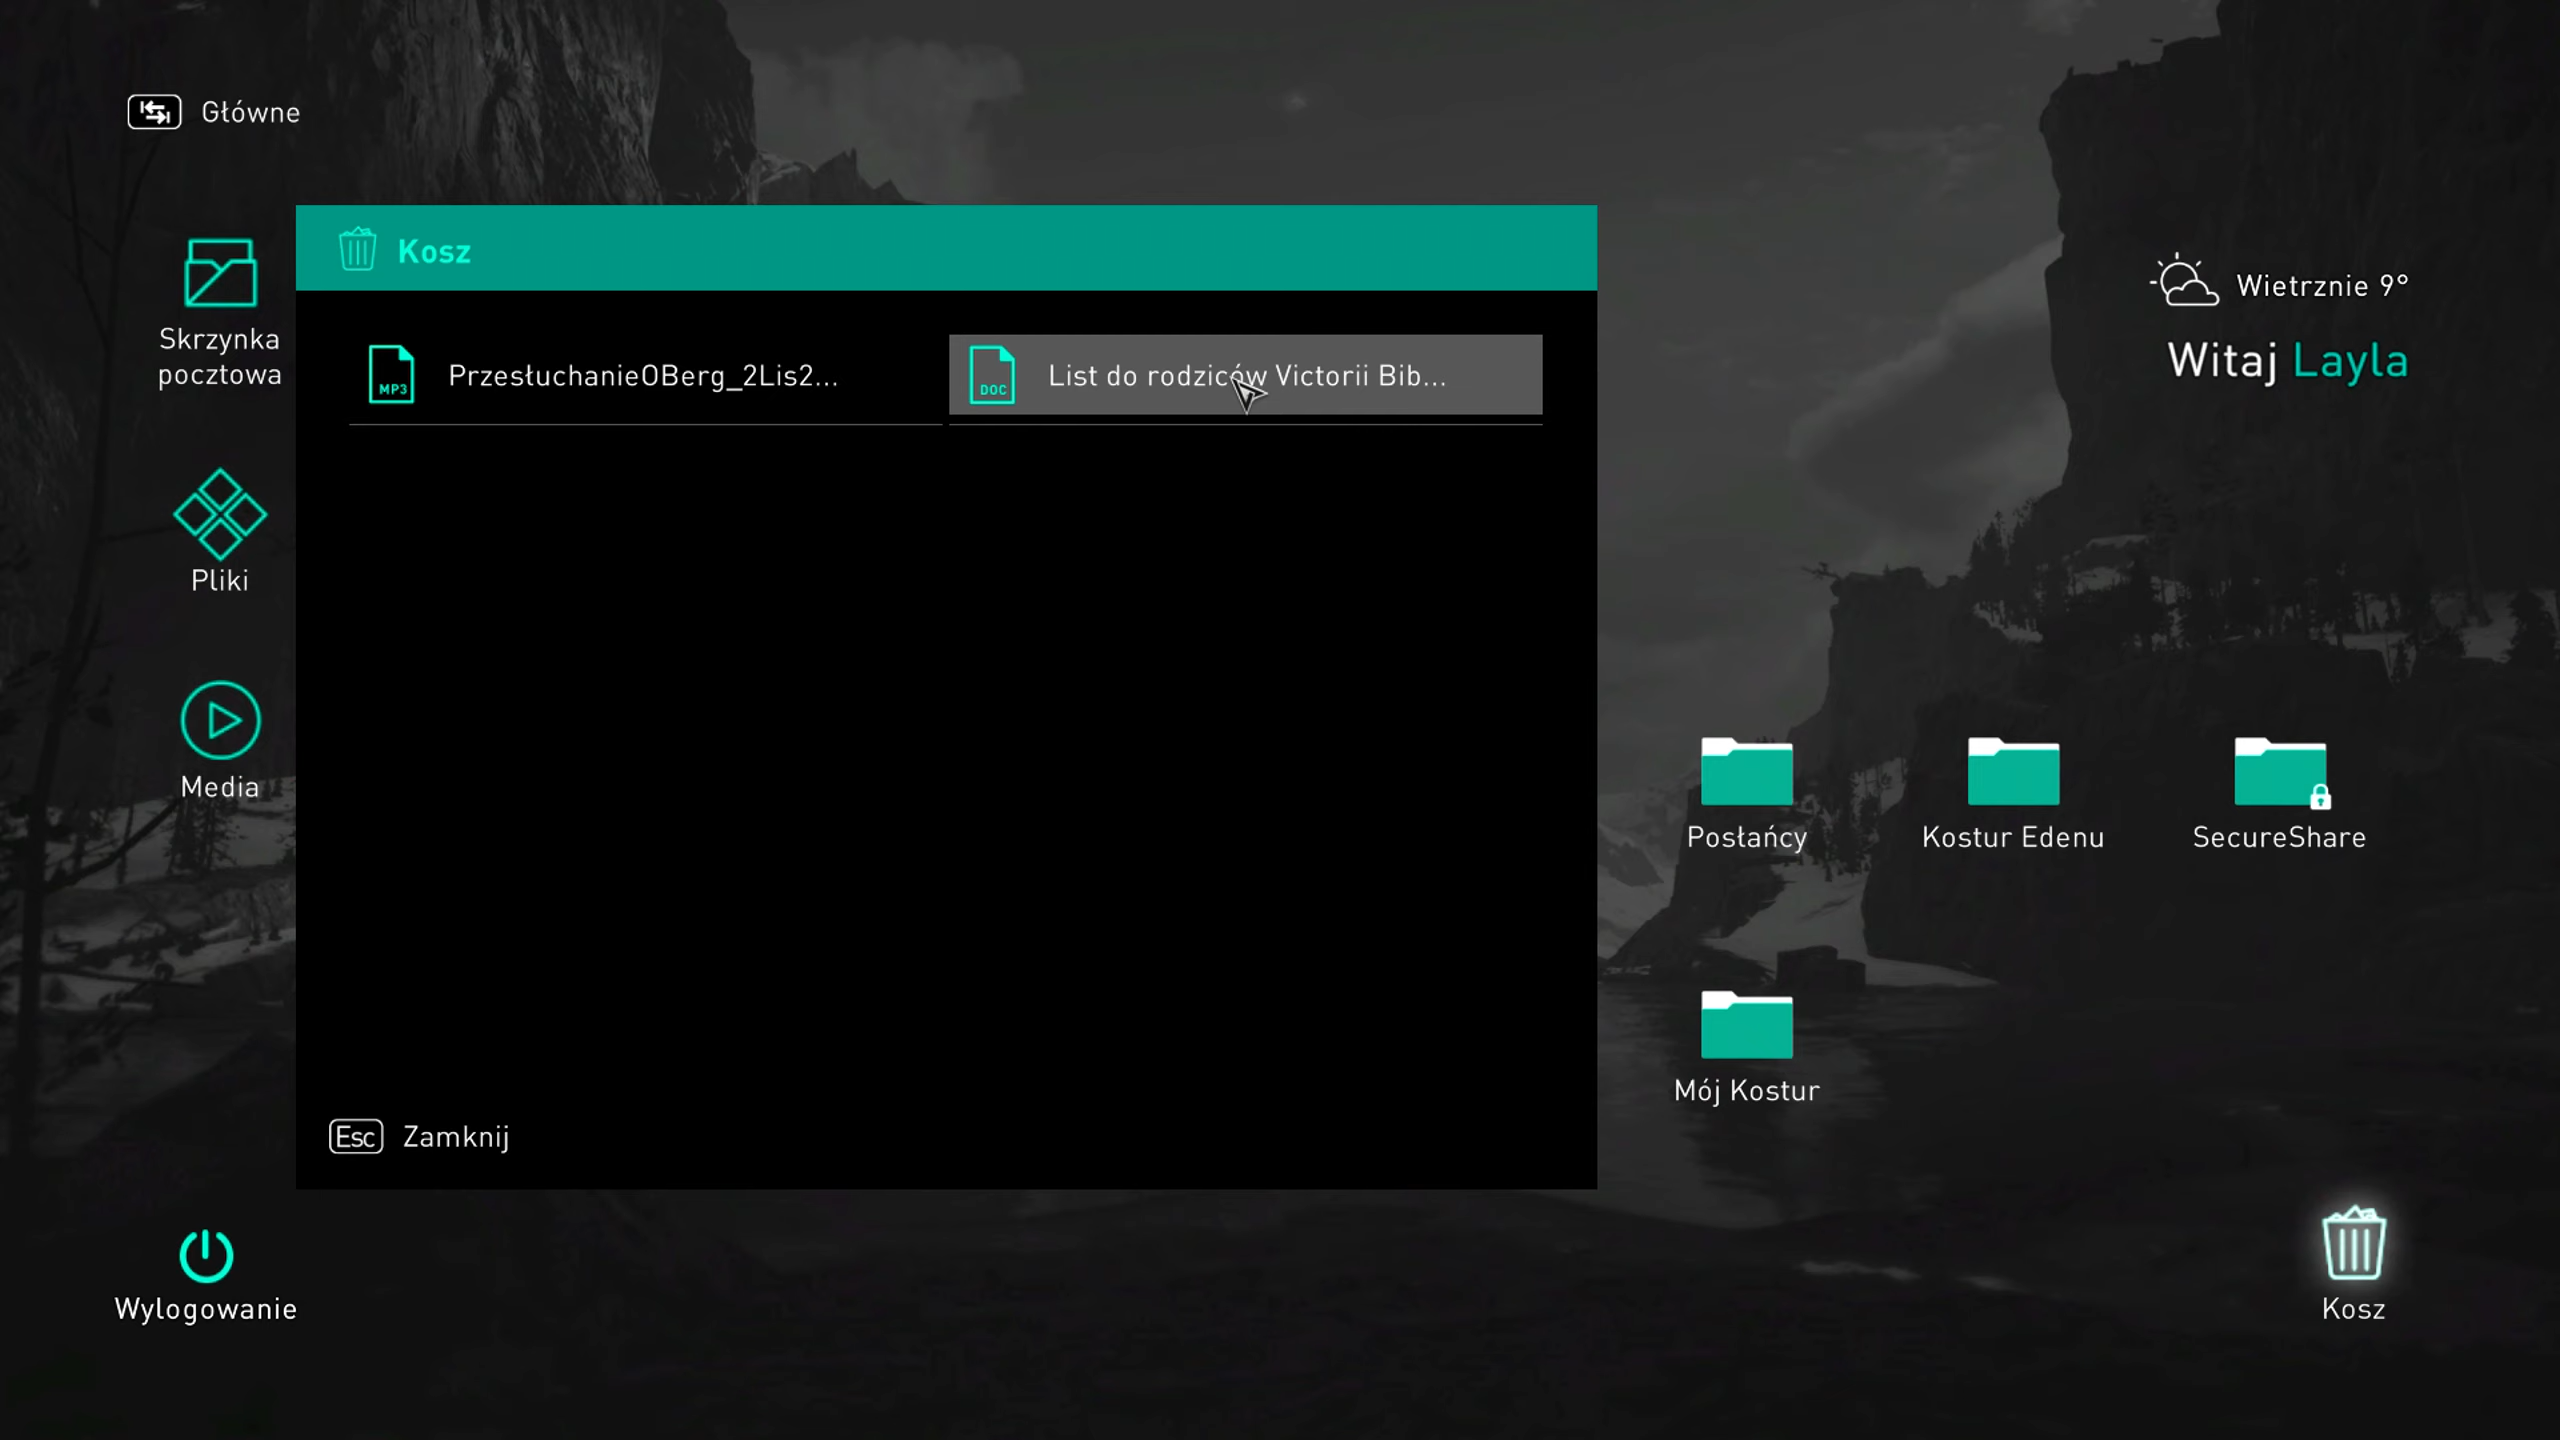 Główne
Skrzynka
pocztowa
Pliki
Media
Wylogowanie
Kosz
MP3 PrzesłuchanieOBerg_2Lis2...
DOC List do rodziców Victorii Bib...
Esc Zamknij
Wietrznie 9°
Witaj Layla
Posłańcy Kostur Edenu SecureShare
Mój Kostur
Kosz